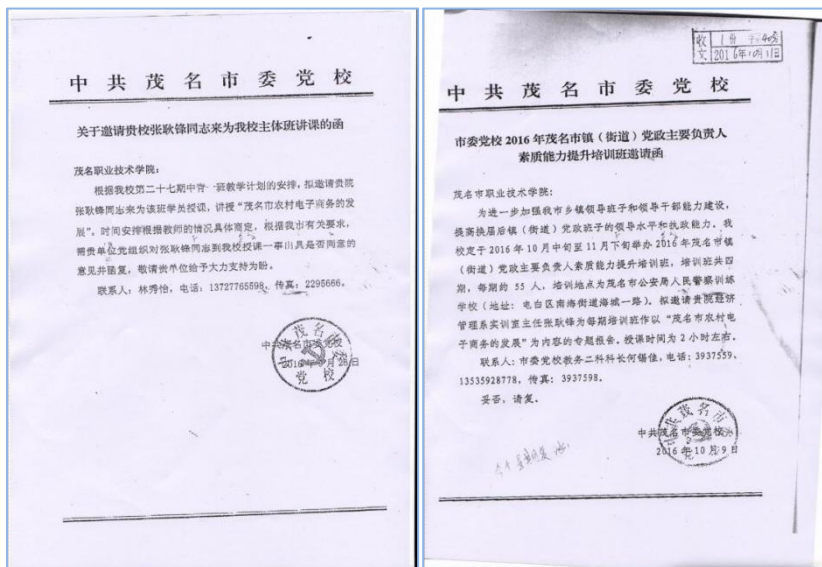 中共茂名市委党校
关于邀请贵校张耿锋同志来为我校主体班讲课的函
茂名职业技术学院：
根据我校第二十七期中青一班教学计划的安排，拟邀请贵院
张耿锋同志来为该班学员授课，讲授“茂名市农村电子商务的发
展”。时间安排根据教师的情况具体商定，根据我市有关要求，
需贵单位党组织对张耿锋同志到我校授课一事出具是否同意的
意见并函复，敬请贵单位给予大力支持为盼。
联系人：林秀怡，电话：13727765598，传真：2295666。
中共茂名市委党校
收文
2016年10月11日
中共茂名市委党校
市委党校2016年茂名市镇（街道）党政主要负责人
素质能力提升培训班邀请函
茂名市职业技术学院：
为进一步加强我市乡镇领导班子和领导干部能力建设，
提高换届后镇（街道）党政班子的领导水平和执政能力。我
校定于2016年10月中旬至11月下旬举办2016年茂名市镇
（街道）党政主要负责人素质能力提升培训班，培训班共四
期，每期约55人，培训地点为茂名市公安局人民警察训练
学校（地址：电白区南海街道海城一路）。拟邀请贵院经济
管理系实训室主任张耿锋为每期培训班作以“茂名市农村电
子商务的发展”为内容的专题报告。授课时间为2小时左右。
联系人：市委党校教务二科科长何锡佳，电话：3937559、
13535928778，传真：3937598。
妥否，请复。
中共茂名市委党校
2016年10月9日